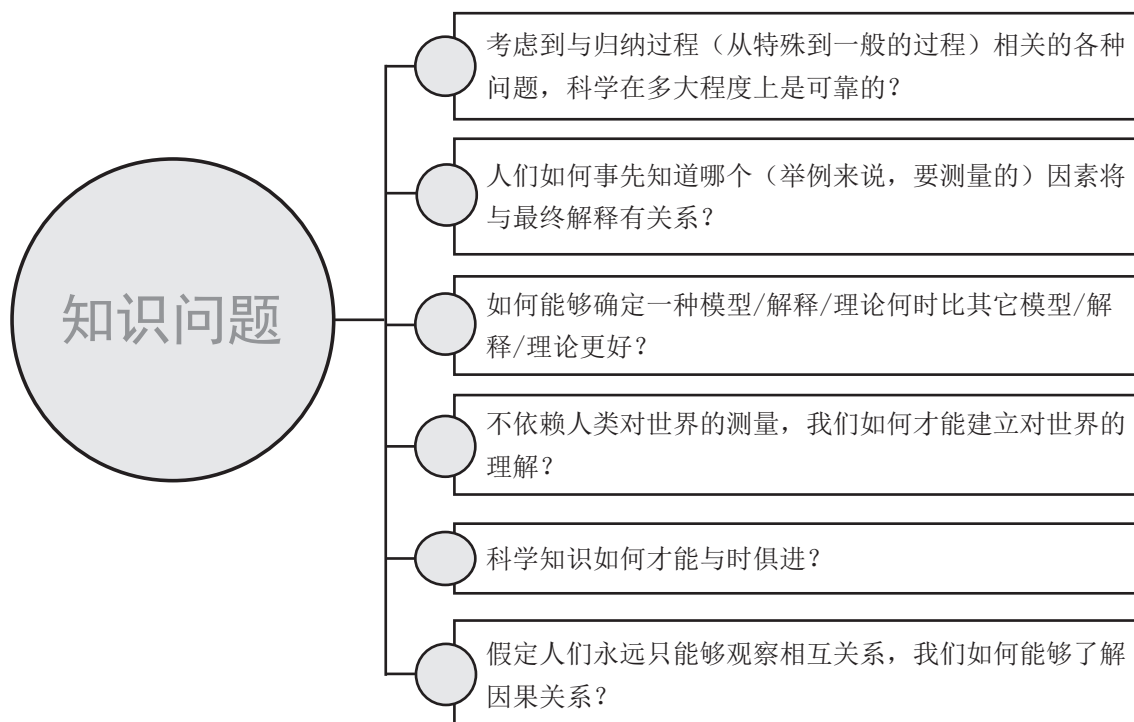 考虑到与归纳过程（从特殊到一般的过程）相关的各种
问题，科学在多大程度上是可靠的？
人们如何事先知道哪个（举例来说，要测量的）因素将
与最终解释有关系？
知识问题
如何能够确定一种模型/解释/理论何时比其它模型/解
释/理论更好？
不依赖人类对世界的测量，我们如何才能建立对世界的
理解？
科学知识如何才能与时俱进？
假定人们永远只能够观察相互关系，我们如何能够了解
因果关系？